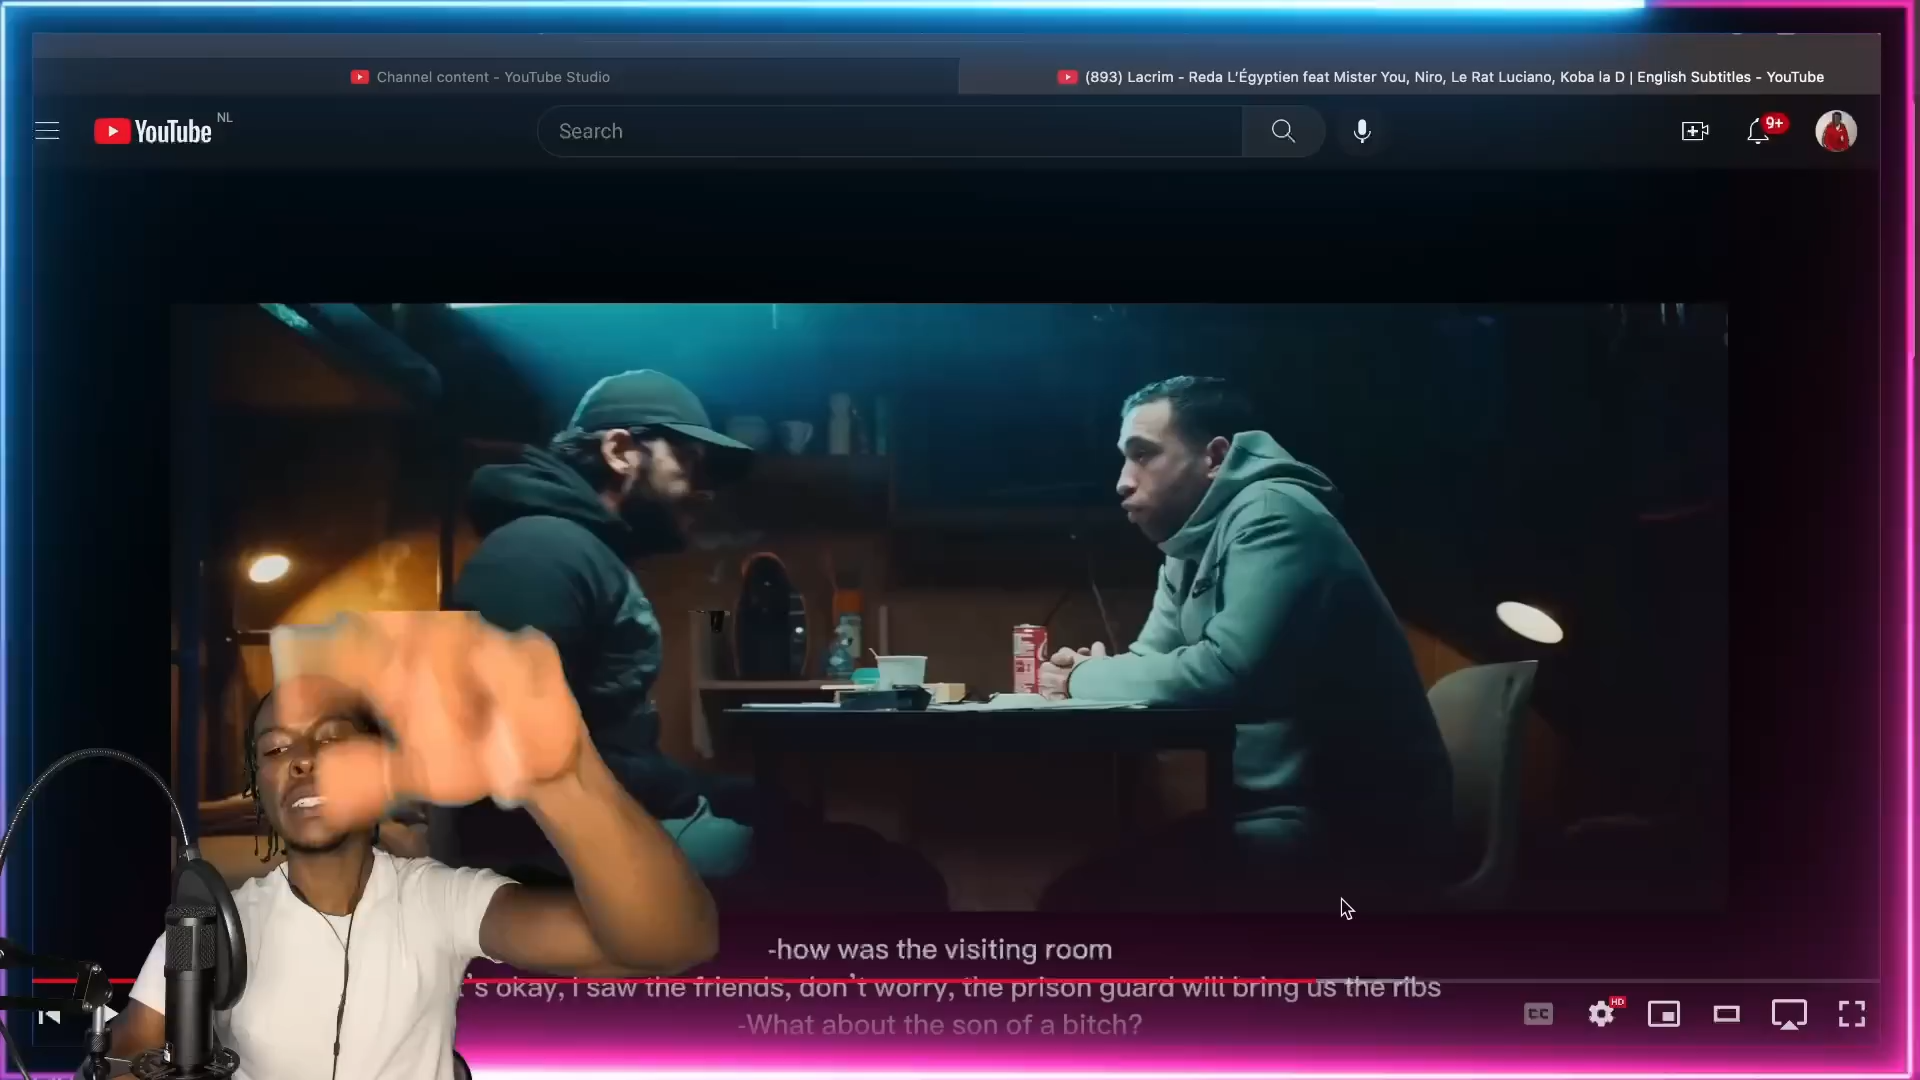 Channel content - YouTube Studio
(893) Lacrim - Reda L'Égyptien feat Mister You, Niro, Le Rat Luciano, Koba la D | English Subtitles - YouTube
YouTube NL
Search
9+
-how was the visiting room
t's okay, I saw the friends, don't worry, the prison guard will bring us the ribs
-What about the son of a bitch?
CC
HD